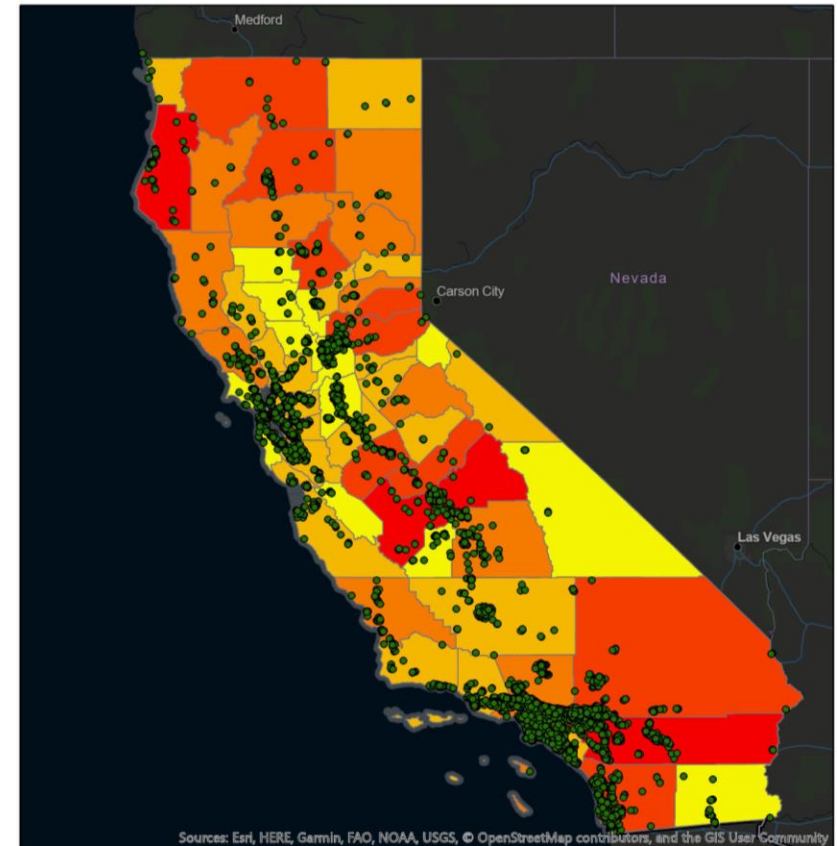 Medford
Nevada
Carson City
Las Vegas
Sources: Esri, HERE, Garmin, FAO, NOAA, USGS, © OpenStreetMap contributors, and the GIS User Community